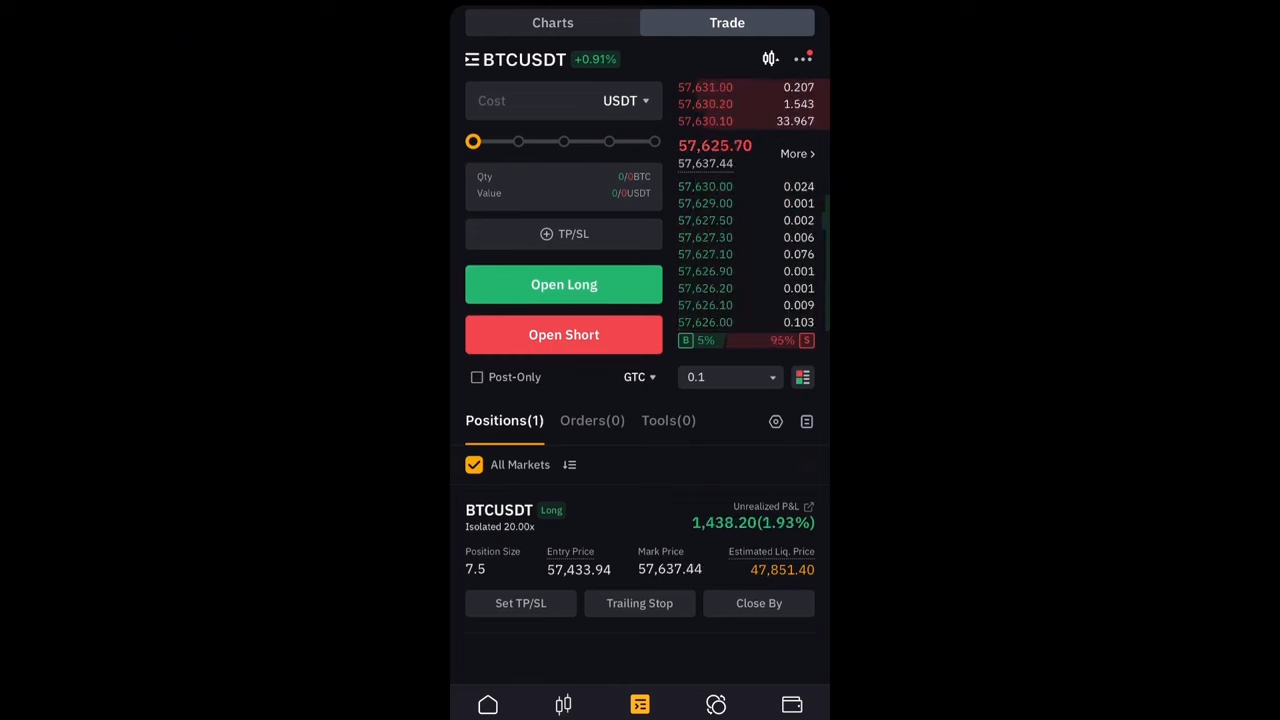 Charts Trade
BTCUSDT +0.91%
Cost USDT
Qty 0/0BTC
Value 0/0USDT
TP/SL
Open Long
Open Short
Post-Only GTC
57,631.00 0.207
57,630.20 1.543
57,630.10 33.967
57,625.70
57,637.44
More
57,630.00 0.024
57,629.00 0.001
57,627.50 0.002
57,627.30 0.006
57,627.10 0.076
57,626.90 0.001
57,626.20 0.001
57,626.10 0.009
57,626.00 0.103
B 5% 95% S
0.1
Positions(1) Orders(0) Tools(0)
All Markets
BTCUSDT Long
Isolated 20.00x
Unrealized P&L
1,438.20(1.93%)
Position Size Entry Price Mark Price Estimated Liq. Price
7.5 57,433.94 57,637.44 47,851.40
Set TP/SL Trailing Stop Close By